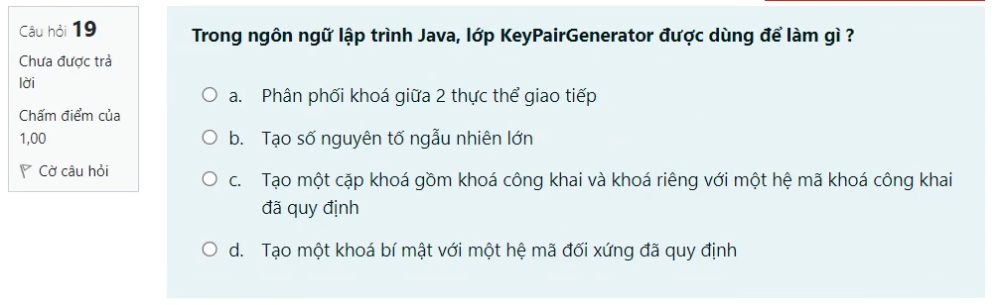 Câu hỏi 19
Chưa được trả
lời
Chấm điểm của
1,00
Cờ câu hỏi
Trong ngôn ngữ lập trình Java, lớp KeyPairGenerator được dùng để làm gì ?
a. Phân phối khoá giữa 2 thực thể giao tiếp
b. Tạo số nguyên tố ngẫu nhiên lớn
c. Tạo một cặp khoá gồm khoá công khai và khoá riêng với một hệ mã khoá công khai
đã quy định
d. Tạo một khoá bí mật với một hệ mã đối xứng đã quy định